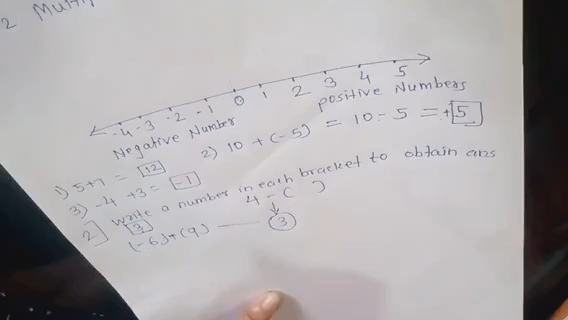 2 Multi
-4 -3 -2 -1 0 1 2 3 4 5
Negative Number positive Numbers
1) 5+7 = 12 2) 10 + (-5) = 10 - 5 = +5
3) -4 +3 = -1
2] write a number in each bracket to obtain ans
3 4 - ( )
(-6)+(9) 3